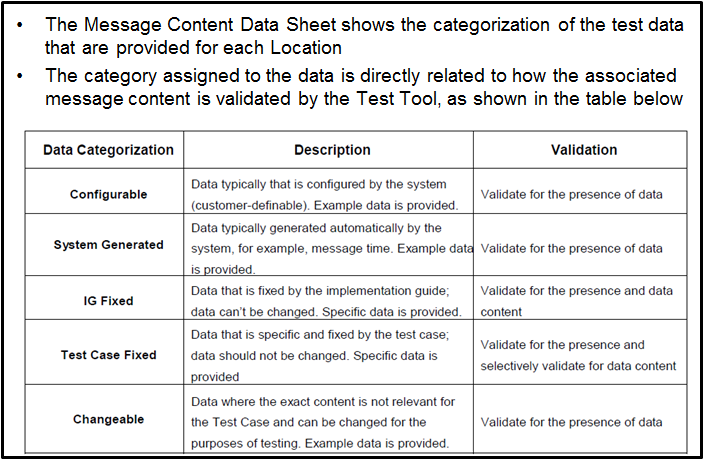 • The Message Content Data Sheet shows the categorization of the test data
that are provided for each Location
• The category assigned to the data is directly related to how the associated
message content is validated by the Test Tool, as shown in the table below
Data Categorization Description Validation
Configurable
Data typically that is configured by the system
(customer-definable). Example data is provided.
Validate for the presence of data
System Generated
Data typically generated automatically by the
system, for example, message time. Example data
is provided.
Validate for the presence of data
IG Fixed
Data that is fixed by the implementation guide;
data can't be changed. Specific data is provided.
Validate for the presence and data
content
Test Case Fixed
Data that is specific and fixed by the test case;
data should not be changed. Specific data is
provided
Validate for the presence and
selectively validate for data content
Changeable
Data where the exact content is not relevant for
the Test Case and can be changed for the
purposes of testing. Example data is provided.
Validate for the presence of data